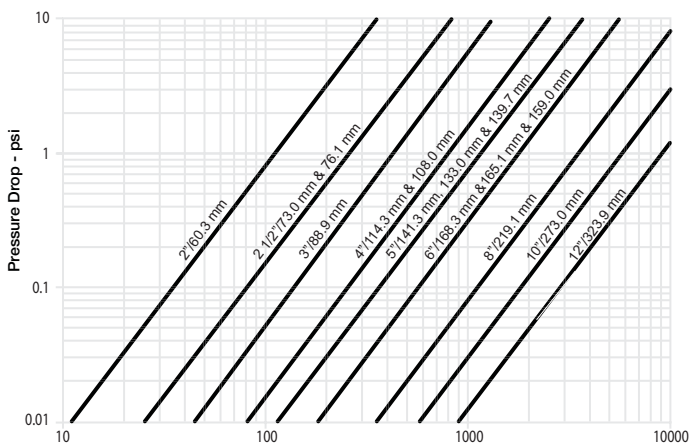 10
1
0.1
0.01
Pressure Drop - psi
2"/60.3 mm
2 1/2"/73.0 mm & 76.1 mm
3"/88.9 mm
4"/114.3 mm & 108.0 mm
5"/141.3 mm, 133.0 mm & 139.7 mm
6"/168.3 mm &165.1 mm & 159.0 mm
8"/219.1 mm
10"/273.0 mm
12"/323.9 mm
10
100
1000
10000